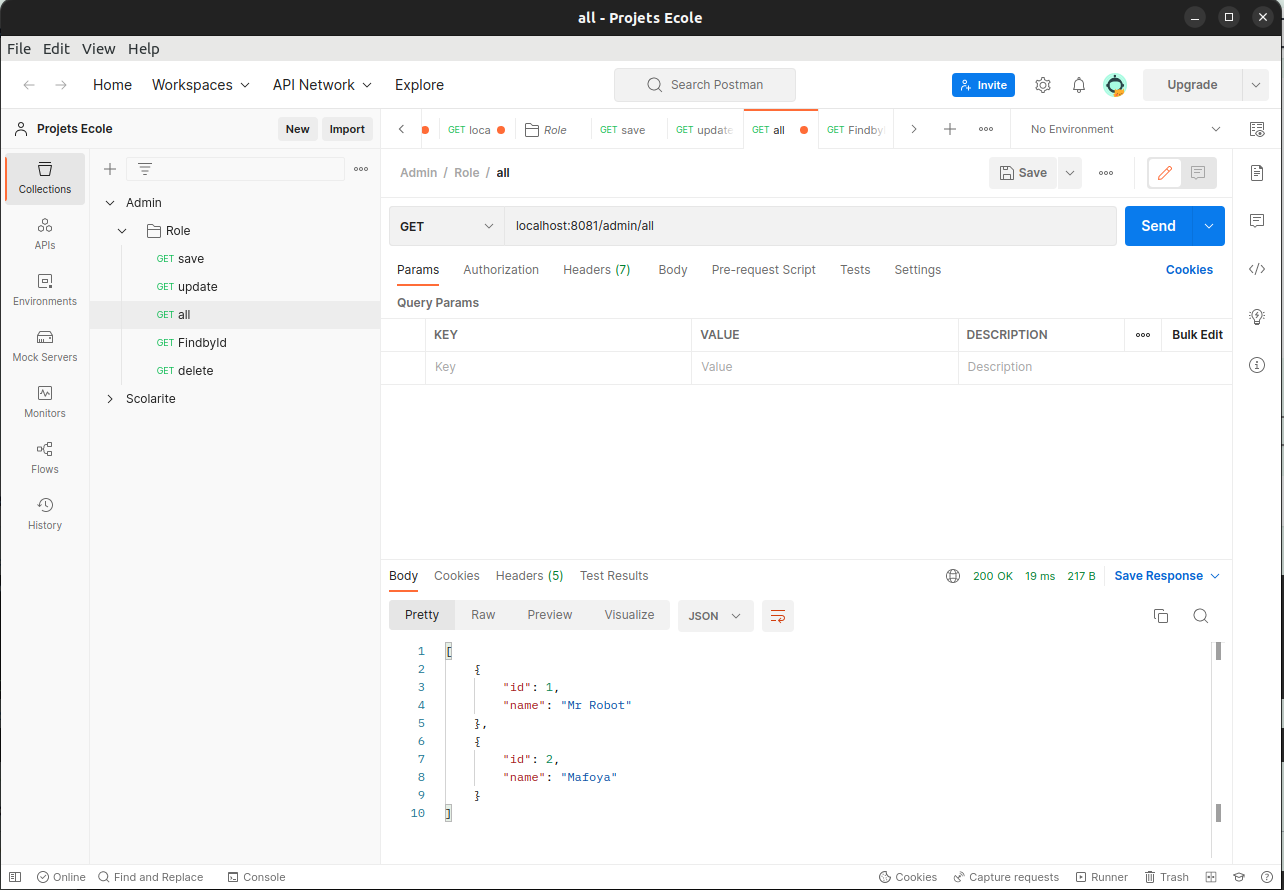 all - Projets Ecole
File Edit View Help
Home Workspaces API Network Explore
Search Postman
Invite
Upgrade
Projets Ecole
New Import
GET loca
Role
GET save
GET update
GET all
GET Findby
No Environment
Collections
APIs
Environments
Mock Servers
Monitors
Flows
History
Admin
Role
GET save
GET update
GET all
GET FindbyId
GET delete
Scolarite
Admin / Role / all
Save
GET localhost:8081/admin/all
Send
Params Authorization Headers (7) Body Pre-request Script Tests Settings Cookies
Query Params
KEY VALUE DESCRIPTION Bulk Edit
Key Value Description
Body Cookies Headers (5) Test Results 200 OK 19 ms 217 B Save Response
Pretty Raw Preview Visualize JSON
1 [
2 {
3 "id": 1,
4 "name": "Mr Robot"
5 },
6 {
7 "id": 2,
8 "name": "Mafoya"
9 }
10 ]
Online Find and Replace Console Cookies Capture requests Runner Trash